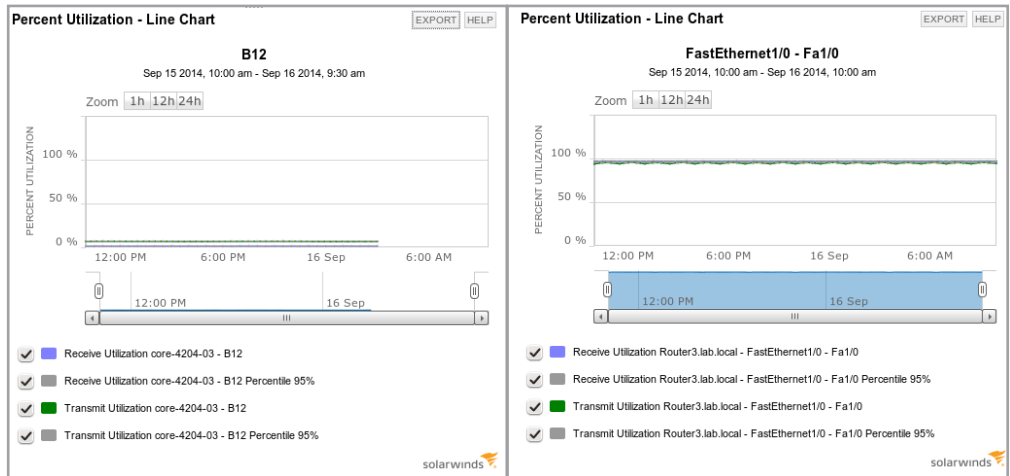 Percent Utilization - Line Chart
EXPORT HELP
B12
Sep 15 2014, 10:00 am - Sep 16 2014, 9:30 am
Zoom 1h 12h 24h
PERCENT UTILIZATION
100 %
50 %
0 %
12:00 PM 6:00 PM 16 Sep 6:00 AM
12:00 PM 16 Sep
Receive Utilization core-4204-03 - B12
Receive Utilization core-4204-03 - B12 Percentile 95%
Transmit Utilization core-4204-03 - B12
Transmit Utilization core-4204-03 - B12 Percentile 95%
solarwinds
Percent Utilization - Line Chart
EXPORT HELP
FastEthernet1/0 - Fa1/0
Sep 15 2014, 10:00 am - Sep 16 2014, 10:00 am
Zoom 1h 12h 24h
PERCENT UTILIZATION
100 %
50 %
0 %
12:00 PM 6:00 PM 16 Sep 6:00 AM
12:00 PM 16 Sep
Receive Utilization Router3.lab.local - FastEthernet1/0 - Fa1/0
Receive Utilization Router3.lab.local - FastEthernet1/0 - Fa1/0 Percentile 95%
Transmit Utilization Router3.lab.local - FastEthernet1/0 - Fa1/0
Transmit Utilization Router3.lab.local - FastEthernet1/0 - Fa1/0 Percentile 95%
solarwinds